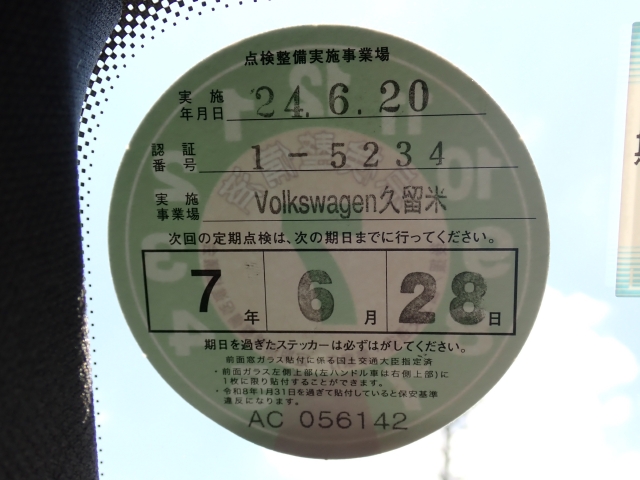 点検整備実施事業場
実施年月日 24.6.20
認証番号 1-5234
実施事業場 Volkswagen久留米
次回の定期点検は、次の期日までに行ってください。
7年 6月 28日
期日を過ぎたステッカーは必ずはがしてください。
前面窓ガラス貼付に係る国土交通大臣指定済
・前面ガラス左側上部(左ハンドル車は右側上部)に
1枚に限り貼付することができます。
・令和8年1月31日を過ぎて貼付していると保安基準
違反になります。
AC 056142